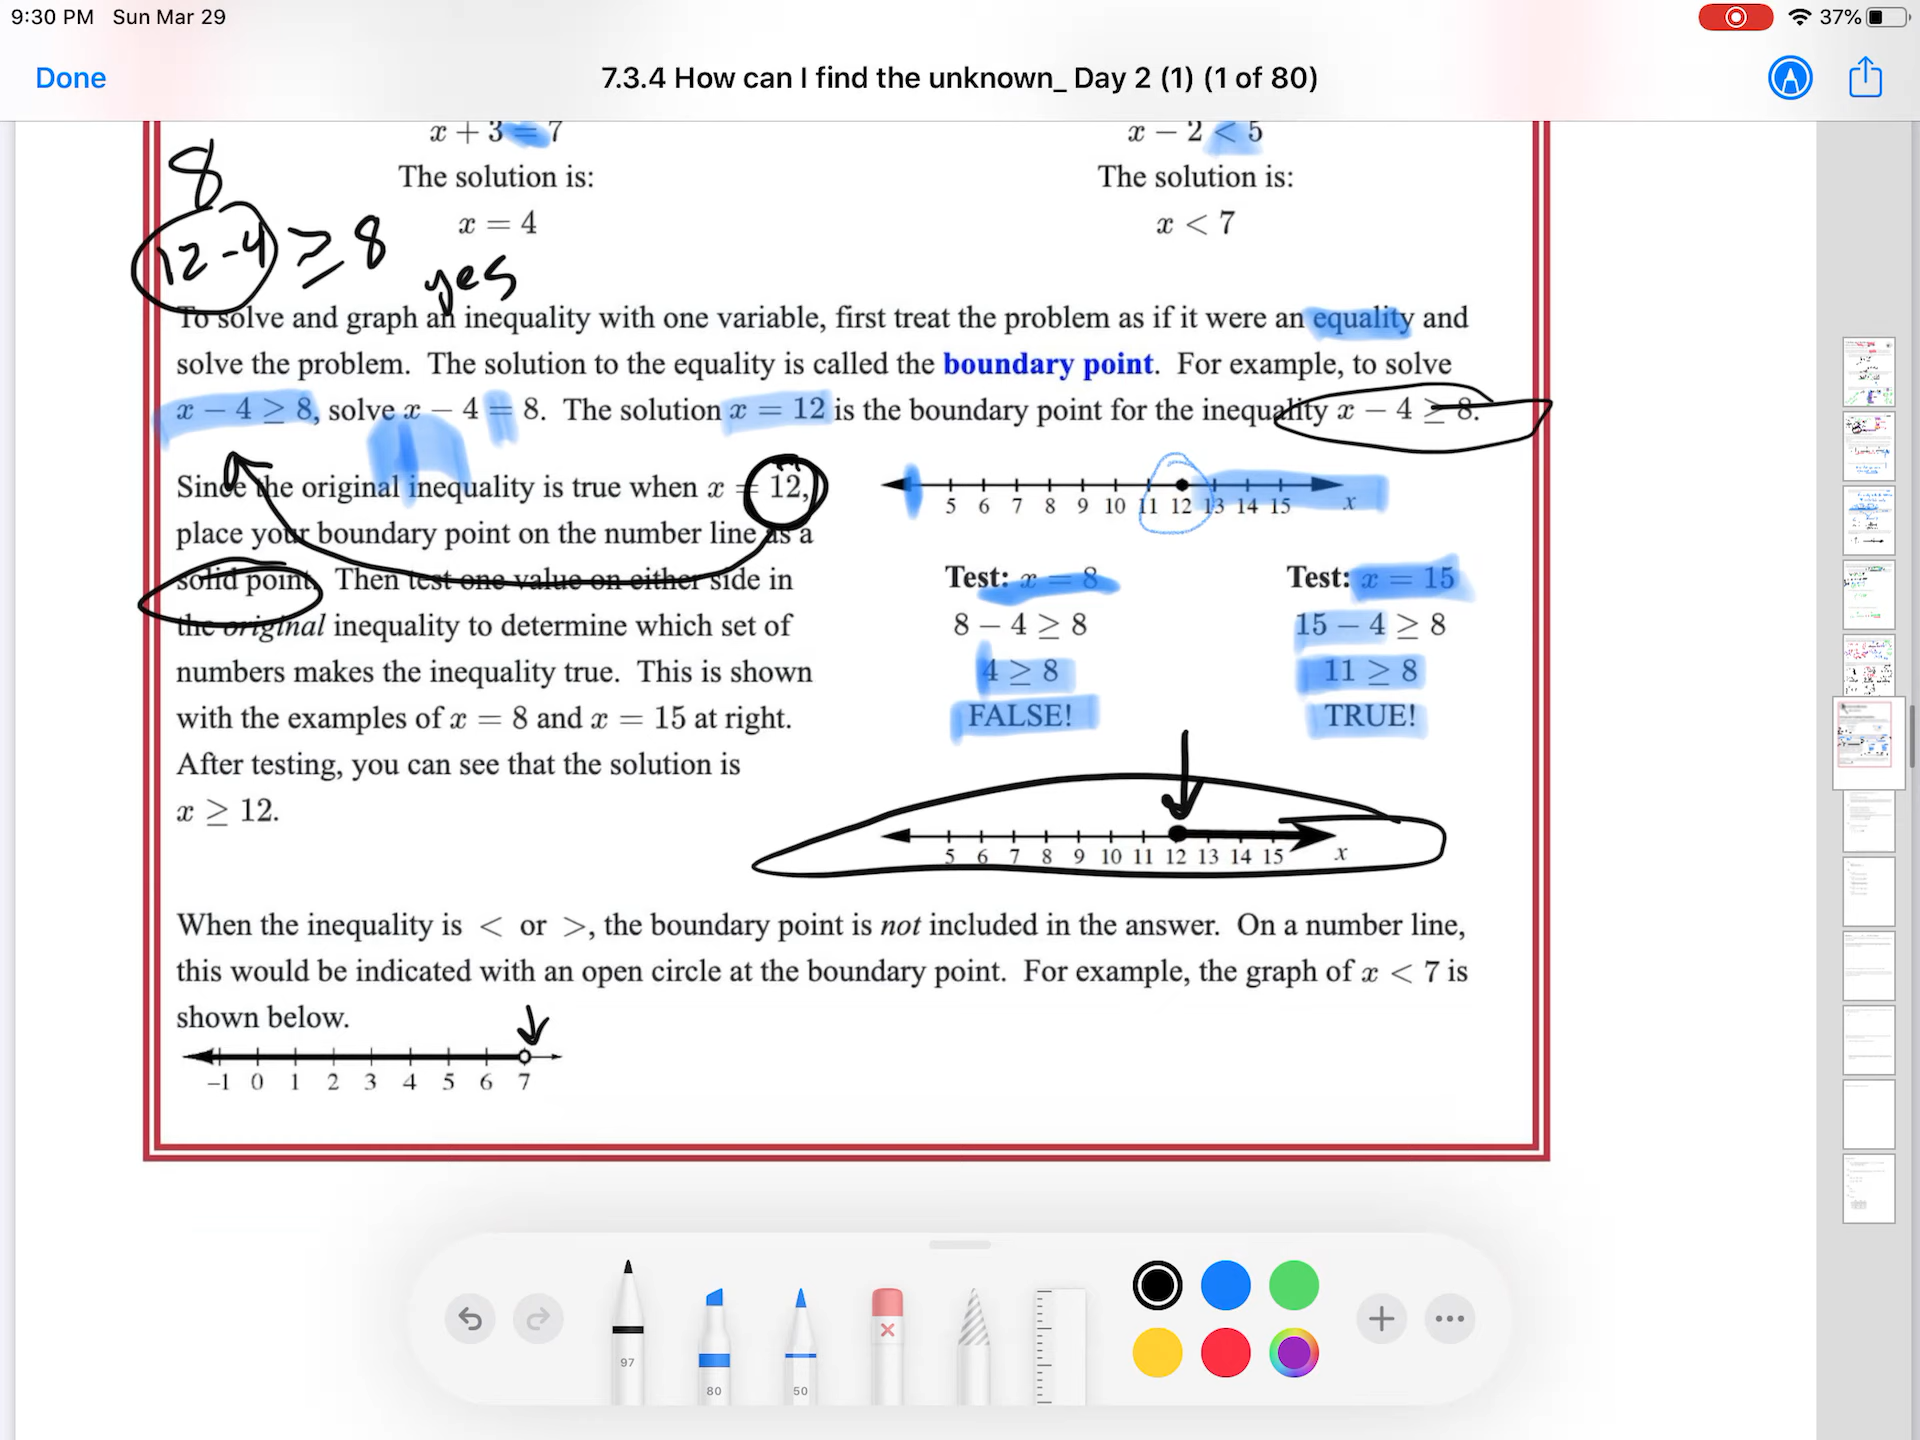 9:30 PM Sun Mar 29
37%
Done
7.3.4 How can I find the unknown_ Day 2 (1) (1 of 80)
x + 3 = 7
The solution is:
x = 4
x − 2 < 5
The solution is:
x < 7
8
12 - 4 ≥ 8
yes
To solve and graph an inequality with one variable, first treat the problem as if it were an equality and
solve the problem. The solution to the equality is called the boundary point. For example, to solve
x − 4 ≥ 8, solve x − 4 = 8. The solution x = 12 is the boundary point for the inequality x − 4 ≥ 8.
Since the original inequality is true when x = 12,
place your boundary point on the number line as a
solid point. Then test one value on either side in
the original inequality to determine which set of
numbers makes the inequality true. This is shown
with the examples of x = 8 and x = 15 at right.
After testing, you can see that the solution is
x ≥ 12.
5 6 7 8 9 10 11 12 13 14 15 x
Test: x = 8
8 − 4 ≥ 8
4 ≥ 8
FALSE!
Test: x = 15
15 − 4 ≥ 8
11 ≥ 8
TRUE!
5 6 7 8 9 10 11 12 13 14 15 x
When the inequality is < or >, the boundary point is not included in the answer. On a number line,
this would be indicated with an open circle at the boundary point. For example, the graph of x < 7 is
shown below.
−1 0 1 2 3 4 5 6 7
97
80
50